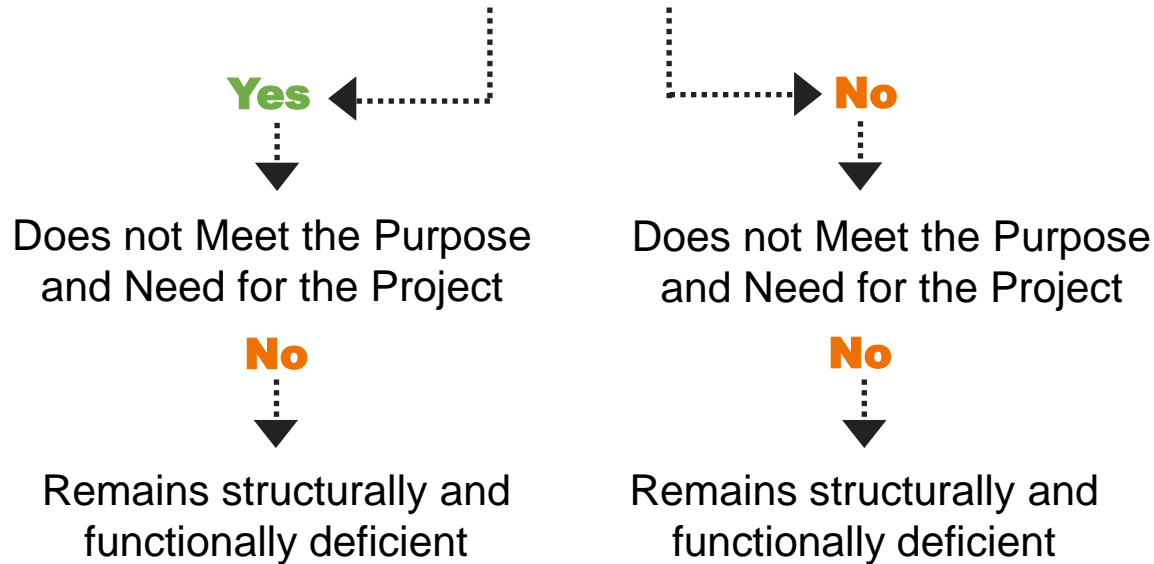 Yes
No
Does not Meet the Purpose
and Need for the Project
Does not Meet the Purpose
and Need for the Project
No
No
Remains structurally and
functionally deficient
Remains structurally and
functionally deficient